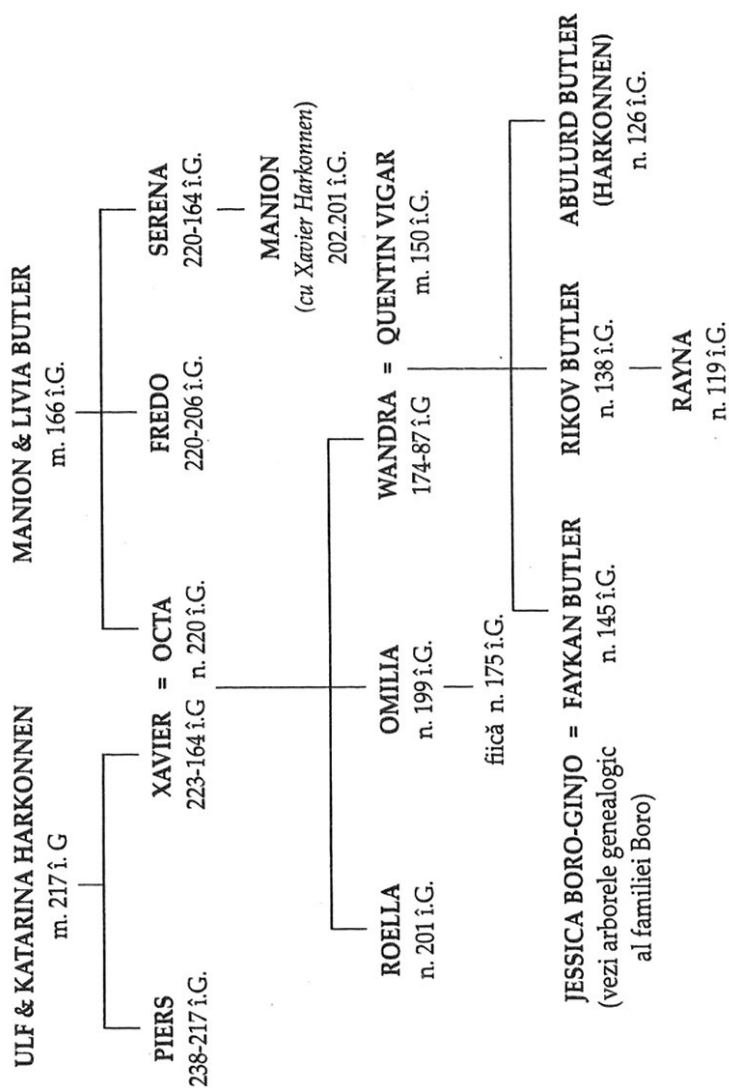 ULF & KATARINA HARKONNEN
m. 217 î. G
MANION & LIVIA BUTLER
m. 166 î.G.
PIERS
238-217 î.G.
XAVIER = OCTA
223-164 î.G
n. 220 î.G.
FREDO
220-206 î.G.
SERENA
220-164 î.G.
MANION
(cu Xavier Harkonnen)
202.201 î.G.
ROELLA
n. 201 î.G.
OMILIA
n. 199 î.G.
fiică n. 175 î.G.
WANDRA = QUENTIN VIGAR
174-87 î.G
m. 150 î.G.
JESSICA BORO-GINJO = FAYKAN BUTLER
(vezi arborele genealogic
al familiei Boro)
n. 145 î.G.
RIKOV BUTLER
n. 138 î.G.
RAYNA
n. 119 î.G.
ABULURD BUTLER
(HARKONNEN)
n. 126 î.G.